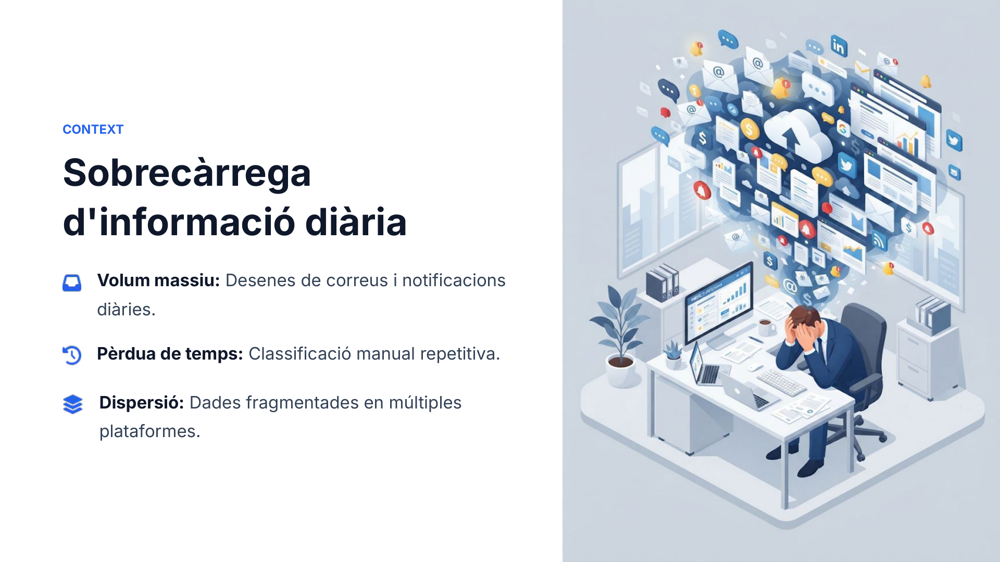 CONTEXT
Sobrecàrrega
d'informació diària
Volum massiu: Desenes de correus i notificacions
diàries.
Pèrdua de temps: Classificació manual repetitiva.
Dispersió: Dades fragmentades en múltiples
plataformes.